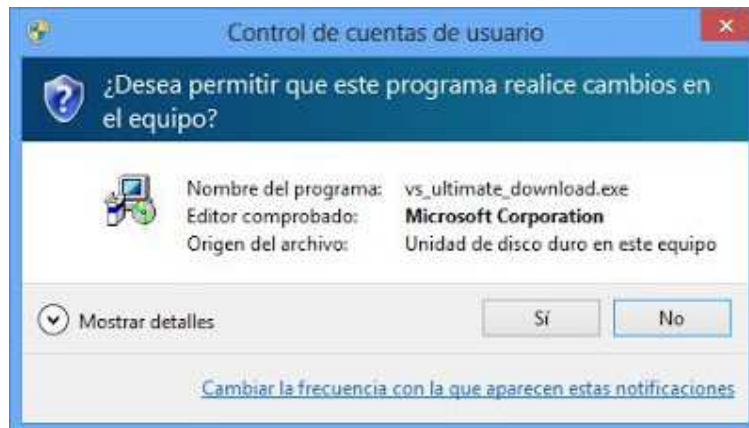 Control de cuentas de usuario
¿Desea permitir que este programa realice cambios en
el equipo?
Nombre del programa: vs_ultimate_download.exe
Editor comprobado: Microsoft Corporation
Origen del archivo: Unidad de disco duro en este equipo
Mostrar detalles Sí No
Cambiar la frecuencia con la que aparecen estas notificaciones